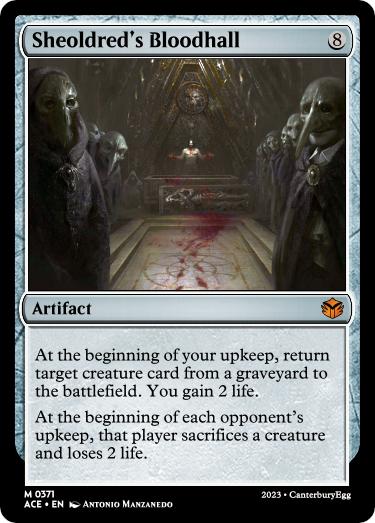 Sheoldred's Bloodhall 8
Artifact
At the beginning of your upkeep, return
target creature card from a graveyard to
the battlefield. You gain 2 life.
At the beginning of each opponent's
upkeep, that player sacrifices a creature
and loses 2 life.
M 0371
ACE • EN Antonio Manzanedo
2023 • CanterburyEgg